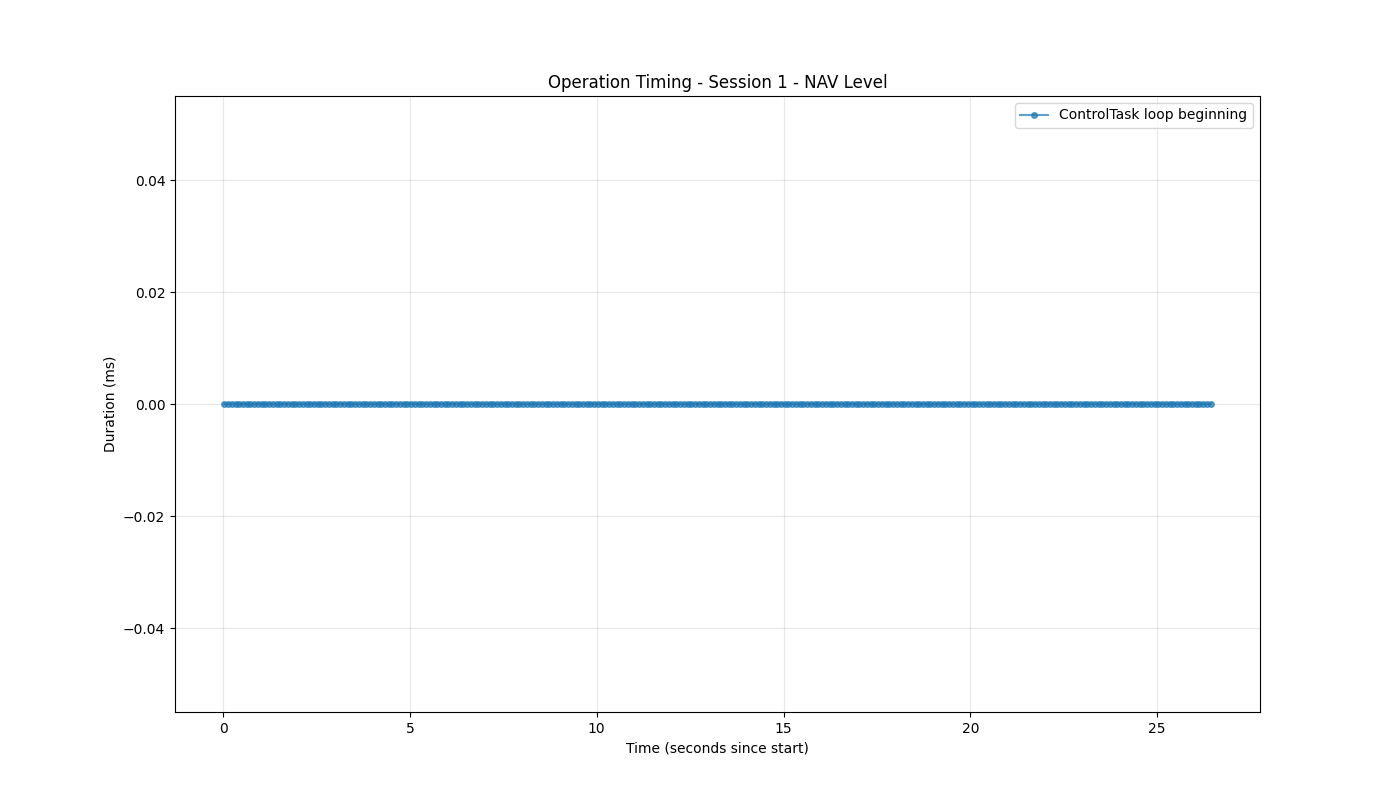 Operation Timing - Session 1 - NAV Level
ControlTask loop beginning
0.04
0.02
0.00
−0.02
−0.04
Duration (ms)
0 5 10 15 20 25
Time (seconds since start)